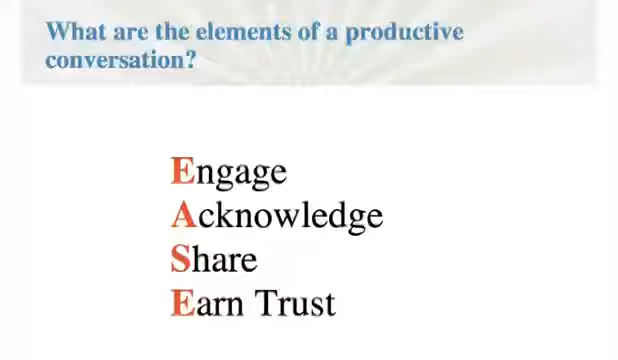 What are the elements of a productive
conversation?
Engage
Acknowledge
Share
Earn Trust